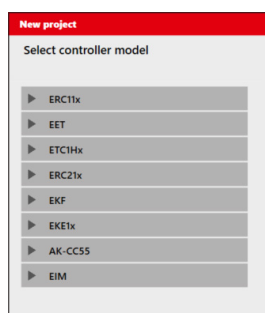 New project
Select controller model
ERC11x
EET
ETC1Hx
ERC21x
EKF
EKE1x
AK-CC55
EIM